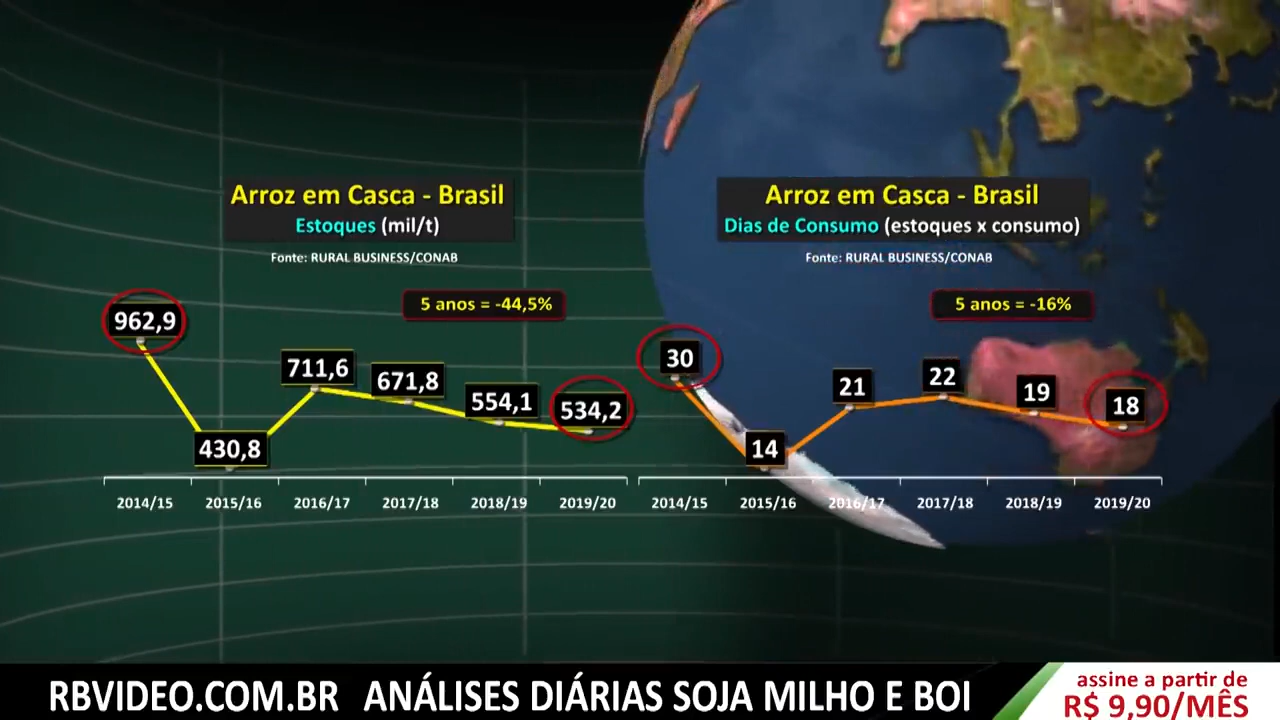 Arroz em Casca - Brasil
Estoques (mil/t)
Fonte: RURAL BUSINESS/CONAB
5 anos = -44,5%
962,9
430,8
711,6
671,8
554,1
534,2
2014/15 2015/16 2016/17 2017/18 2018/19 2019/20
Arroz em Casca - Brasil
Dias de Consumo (estoques x consumo)
Fonte: RURAL BUSINESS/CONAB
5 anos = -16%
30
14
21
22
19
18
2014/15 2015/16 2016/17 2017/18 2018/19 2019/20
RBVIDEO.COM.BR ANÁLISES DIÁRIAS SOJA MILHO E BOI
assine a partir de
R$ 9,90/MÊS